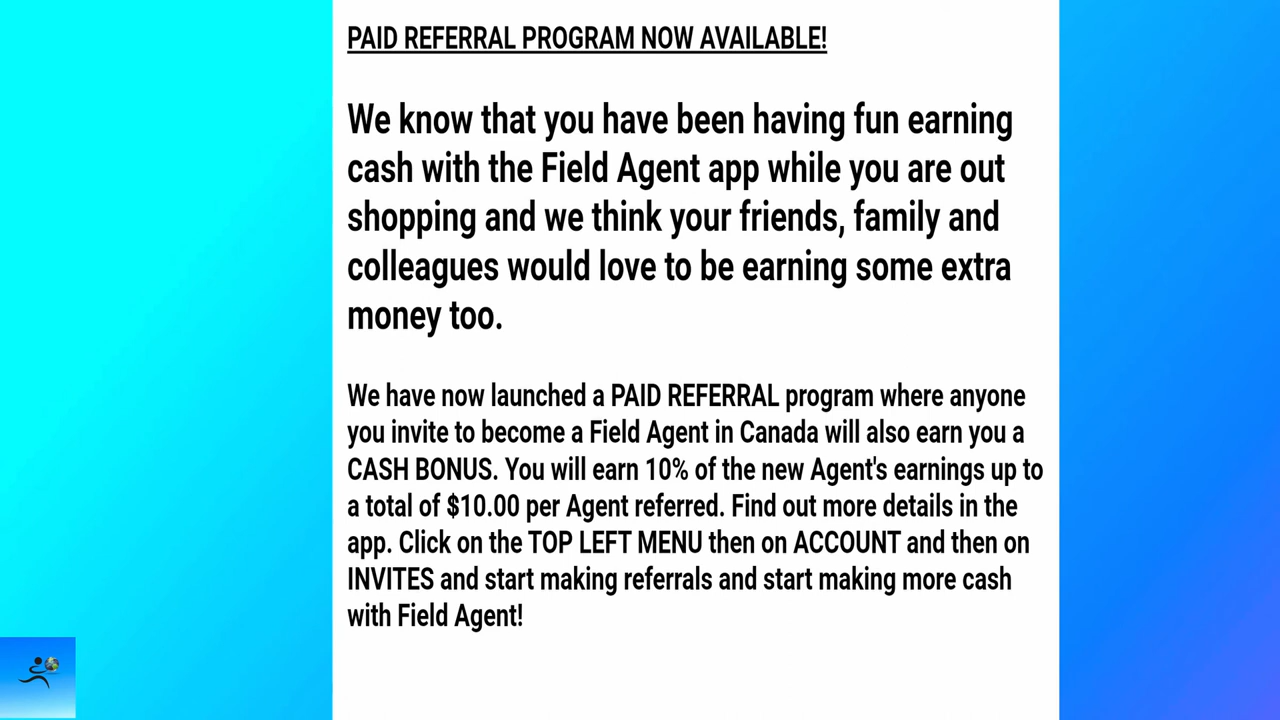 PAID REFERRAL PROGRAM NOW AVAILABLE!
We know that you have been having fun earning
cash with the Field Agent app while you are out
shopping and we think your friends, family and
colleagues would love to be earning some extra
money too.
We have now launched a PAID REFERRAL program where anyone
you invite to become a Field Agent in Canada will also earn you a
CASH BONUS. You will earn 10% of the new Agent's earnings up to
a total of $10.00 per Agent referred. Find out more details in the
app. Click on the TOP LEFT MENU then on ACCOUNT and then on
INVITES and start making referrals and start making more cash
with Field Agent!